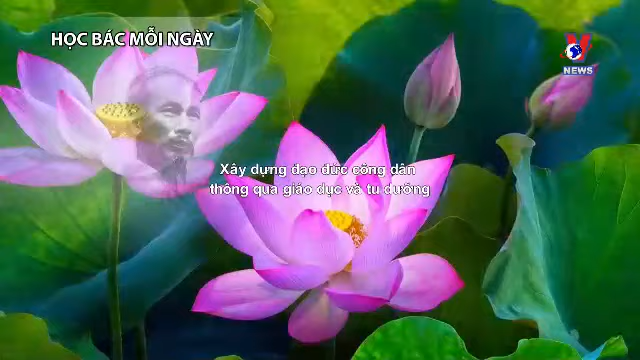 HỌC BÁC MỖI NGÀY
NEWS
Xây dựng đạo đức công dân
thông qua giáo dục và tu dưỡng